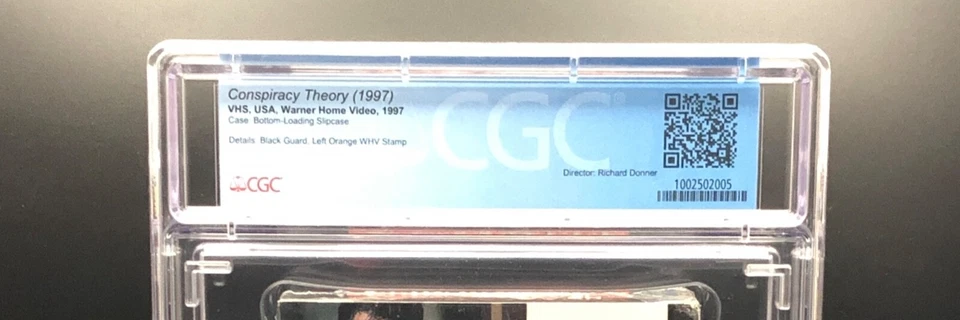 Conspiracy Theory (1997)
VHS, USA, Warner Home Video, 1997
Case: Bottom-Loading Slipcase
Details: Black Guard, Left Orange WHV Stamp
CGC
Director: Richard Donner
CGC
1002502005